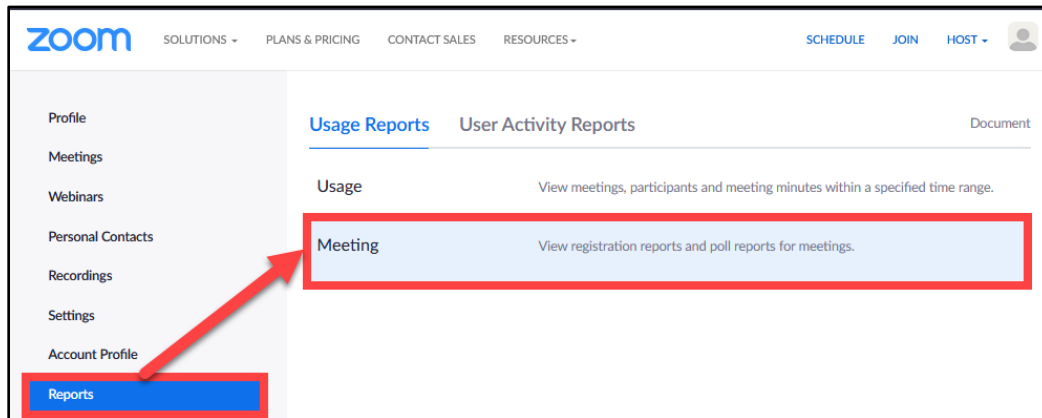 zoom SOLUTIONS PLANS & PRICING CONTACT SALES RESOURCES SCHEDULE JOIN HOST
Profile
Meetings
Webinars
Personal Contacts
Recordings
Settings
Account Profile
Reports
Usage Reports User Activity Reports Document
Usage View meetings, participants and meeting minutes within a specified time range.
Meeting View registration reports and poll reports for meetings.